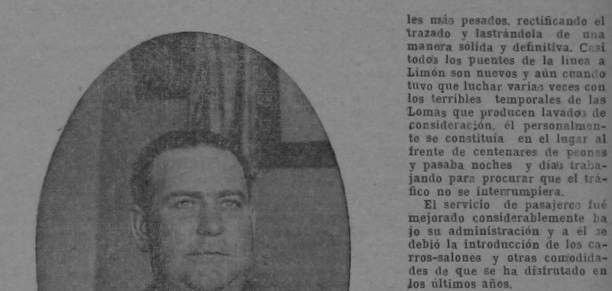 les más pesados, rectificando el
trazado y lastrándola de una
manera sólida y definitiva. Casi
todos los puentes de la línea a
Limón son nuevos y aún cuando
tuvo que luchar varias veces con
los terribles temporales de las
Lomas que producen lavados de
consideración, él personalmen-
te se constituía en el lugar al
frente de centenares de peones
y pasaba noches y días traba-
jando para procurar que el trá-
fico no se interrumpiera.
El servicio de pasajeros fué
mejorado considerablemente ba
jo su administración y a él se
debió la introducción de los ca-
rros-salones y otras comodida-
des de que se ha disfrutado en
los últimos años.